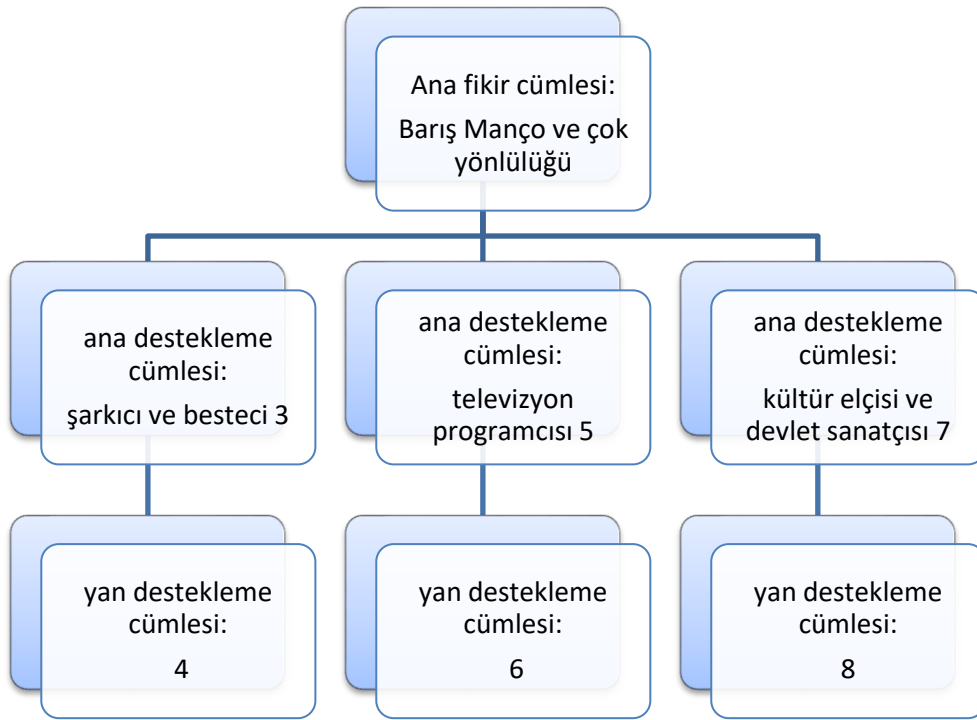 Ana fikir cümlesi:
Barış Manço ve çok
yönlülüğü
ana destekleme
cümlesi:
şarkıcı ve besteci 3
ana destekleme
cümlesi:
televizyon
programcısı 5
ana destekleme
cümlesi:
kültür elçisi ve
devlet sanatçısı 7
yan destekleme
cümlesi:
4
yan destekleme
cümlesi:
6
yan destekleme
cümlesi:
8